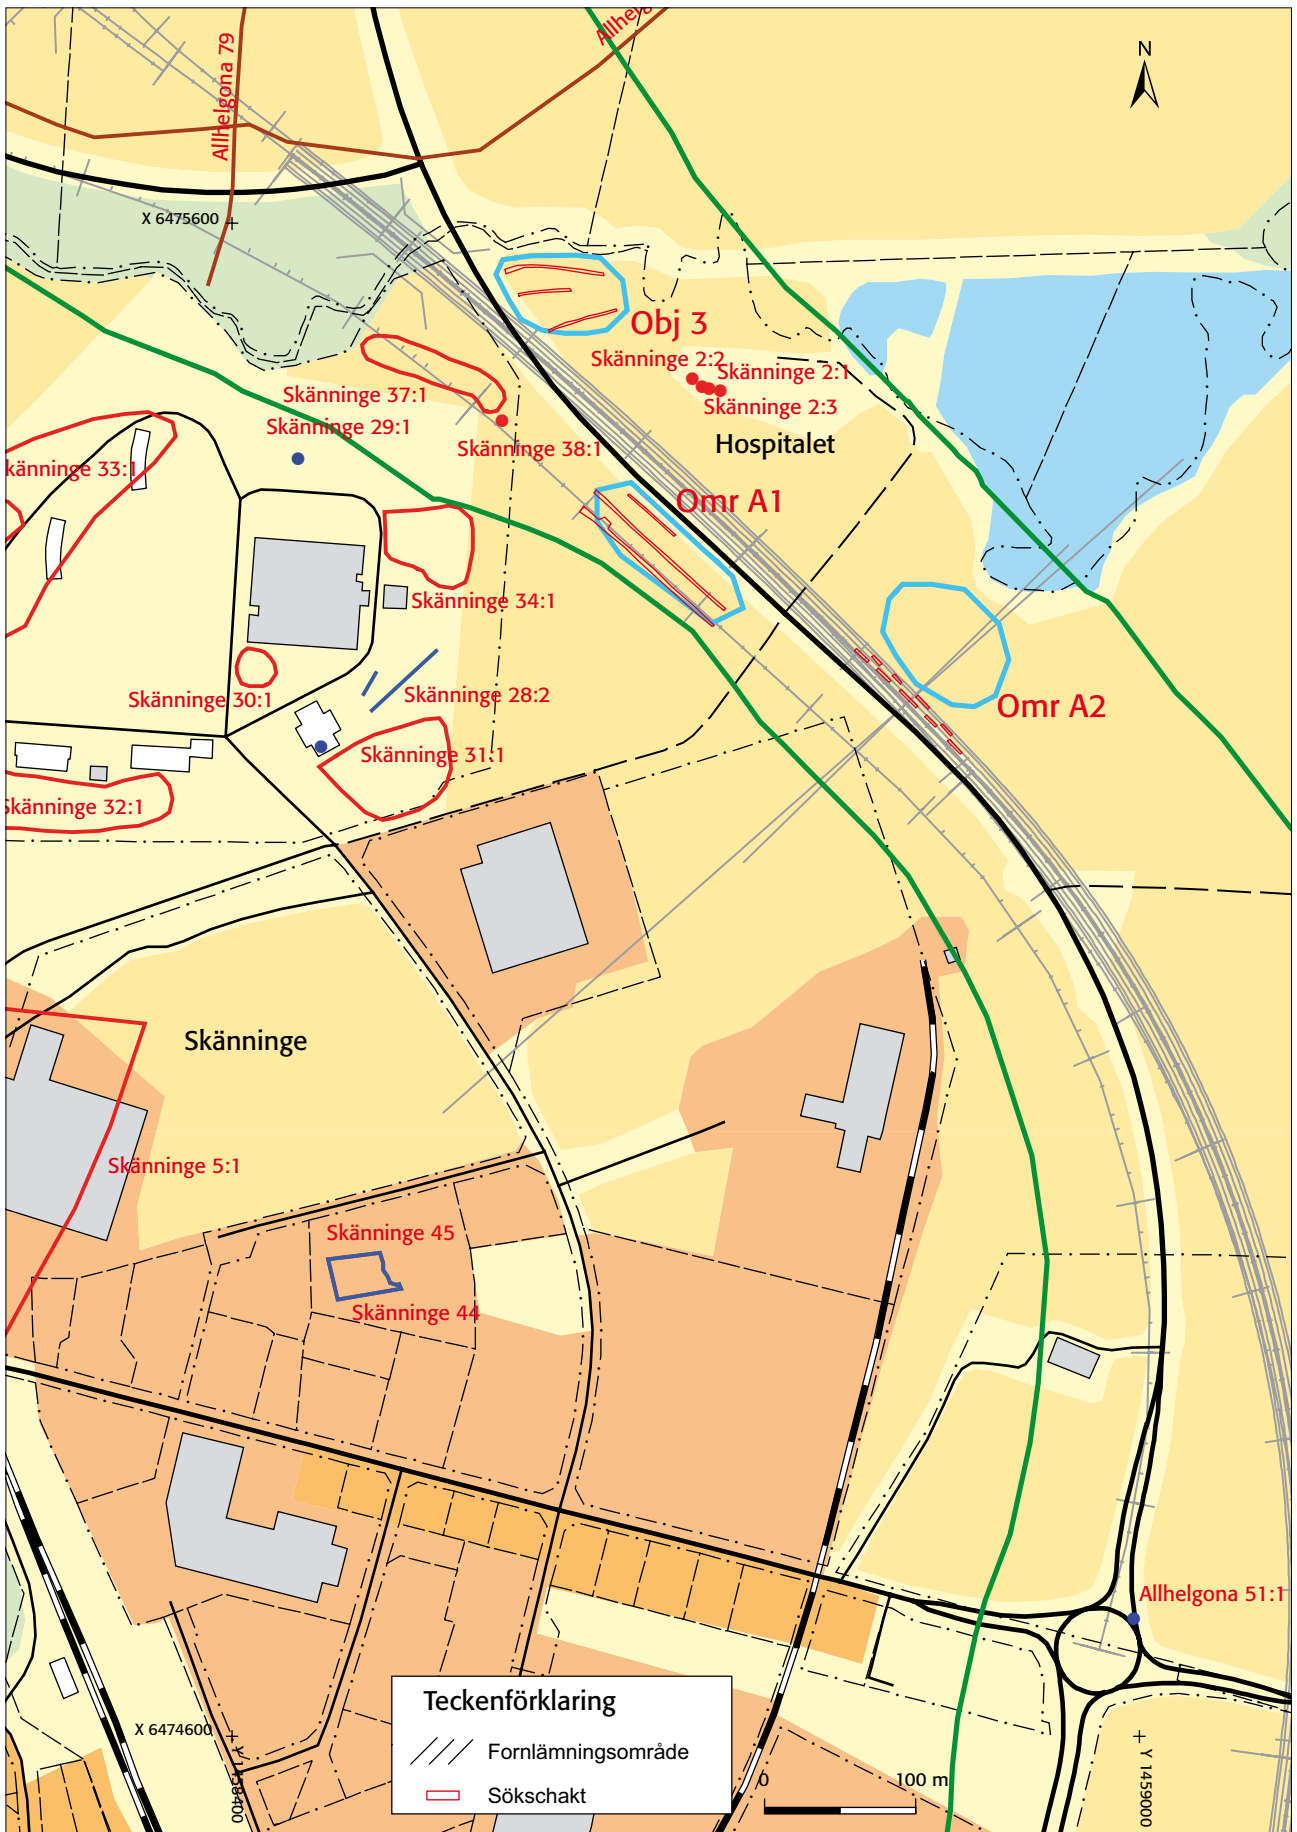 Allhelgona 79
N
X 6475600
Obj 3
Skänninge 2:2
Skänninge 2:1
Skänninge 37:1
Skänninge 2:3
Skänninge 29:1
Hospitalet
Skänninge 38:1
känninge 33:1
Omr A1
Skänninge 34:1
Skänninge 30:1
Skänninge 28:2
Omr A2
Skänninge 31:1
Skänninge 32:1
Skänninge
Skänninge 5:1
Skänninge 45
Skänninge 44
Allhelgona 51:1
Teckenförklaring
X 6474600
Fornlämningsområde
Sökschakt
0 100 m
Y 1458400
Y 1459000